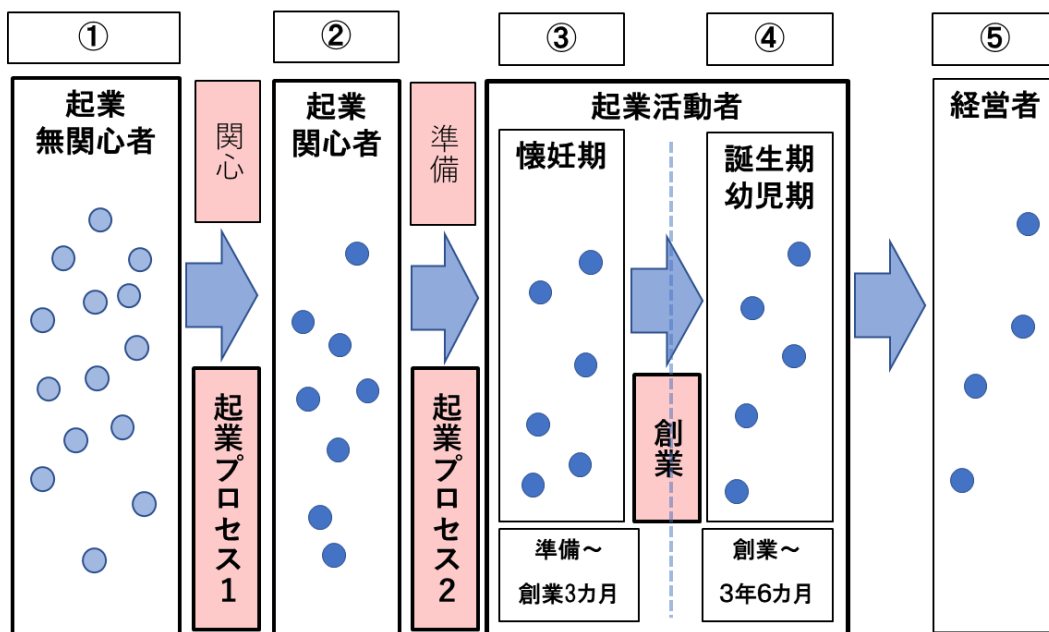 ①
②
③
④
⑤
起業
無関心者
関心
起業プロセス1
起業
関心者
準備
起業プロセス2
起業活動者
懐妊期
創業
誕生期
幼児期
準備～
創業3カ月
創業～
3年6カ月
経営者